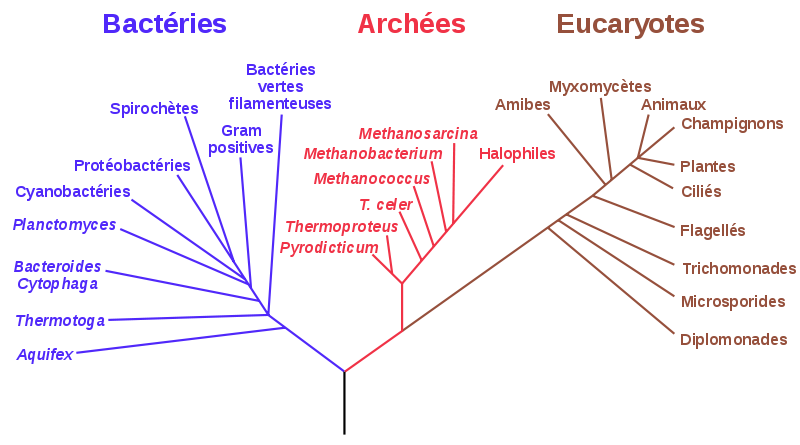 Bactéries
Archées
Eucaryotes
Bactéries
vertes
filamenteuses
Spirochètes
Gram
positives
Protéobactéries
Cyanobactéries
Planctomyces
Bacteroides
Cytophaga
Thermotoga
Aquifex
Methanosarcina
Methanobacterium
Halophiles
Methanococcus
T. celer
Thermoproteus
Pyrodicticum
Myxomycètes
Amibes
Animaux
Champignons
Plantes
Ciliés
Flagellés
Trichomonades
Microsporides
Diplomonades